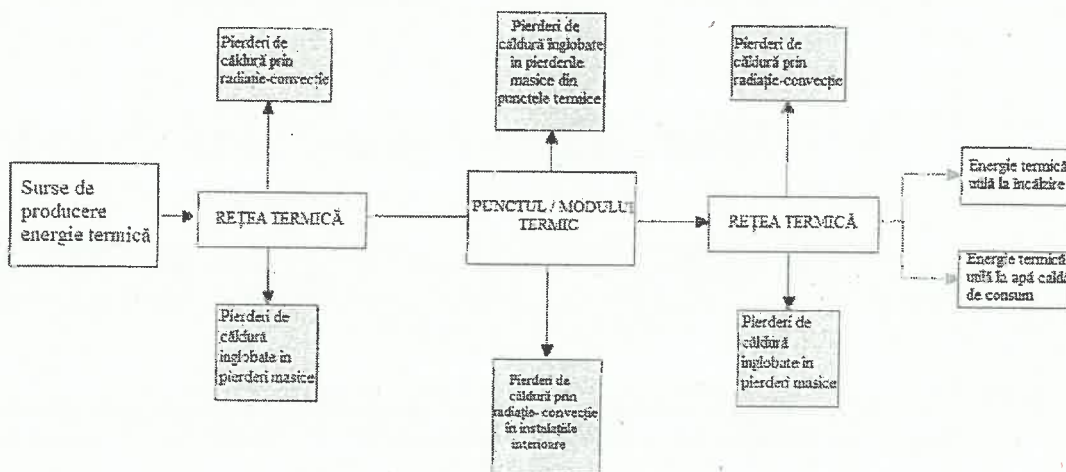 Pierderi de
căldură prin
radiație-convecție
Pierderi de
căldură înglobate
în pierderile
masice din
punctele termice
Pierderi de
căldură prin
radiație-convecție
Surse de
producere
energie termică
REȚEA TERMICĂ
PUNCTUL / MODULUI
TERMIC
REȚEA TERMICĂ
Energie termică
utilă la încălzire
Energie termică
utilă la apă caldă
de consum
Pierderi de
căldură
înglobate în
pierderi masice
Pierderi de
căldură prin
radiație- convecție
în instalațiile
interioare
Pierderi de
căldură
înglobate în
pierderi masice